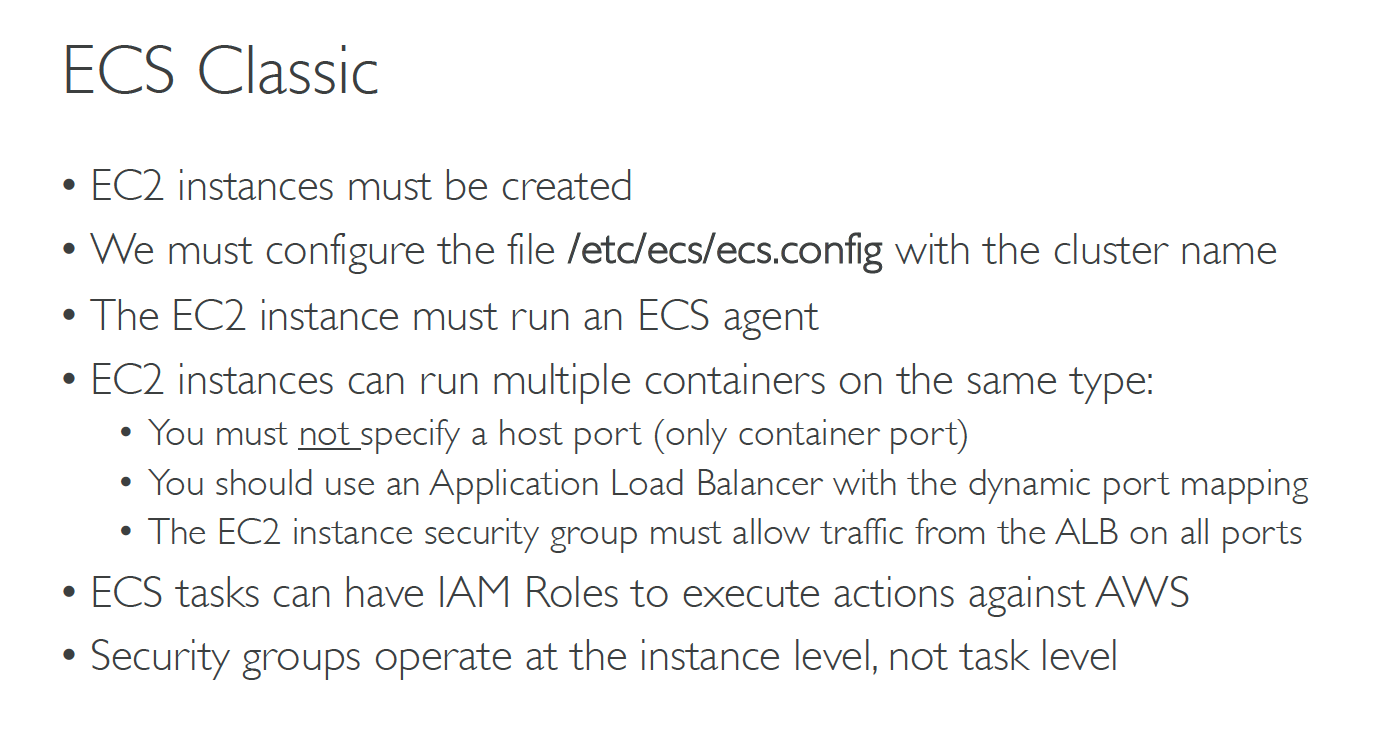 ECS Classic
• EC2 instances must be created
• We must configure the file /etc/ecs/ecs.config with the cluster name
• The EC2 instance must run an ECS agent
• EC2 instances can run multiple containers on the same type:
• You must not specify a host port (only container port)
• You should use an Application Load Balancer with the dynamic port mapping
• The EC2 instance security group must allow traffic from the ALB on all ports
• ECS tasks can have IAM Roles to execute actions against AWS
• Security groups operate at the instance level, not task level